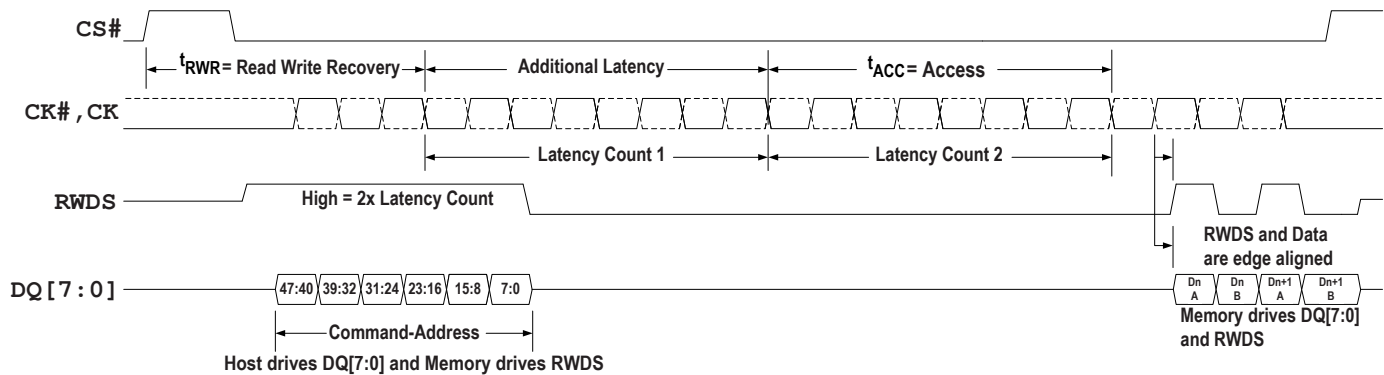 CS#
tRWR= Read Write Recovery
Additional Latency
tACC= Access
CK#,CK
Latency Count 1
Latency Count 2
RWDS
High = 2x Latency Count
RWDS and Data
are edge aligned
DQ[7:0]
47:40 39:32 31:24 23:16 15:8 7:0
Dn A
Dn B
Dn+1 A
Dn+1 B
Command-Address
Memory drives DQ[7:0]
and RWDS
Host drives DQ[7:0] and Memory drives RWDS